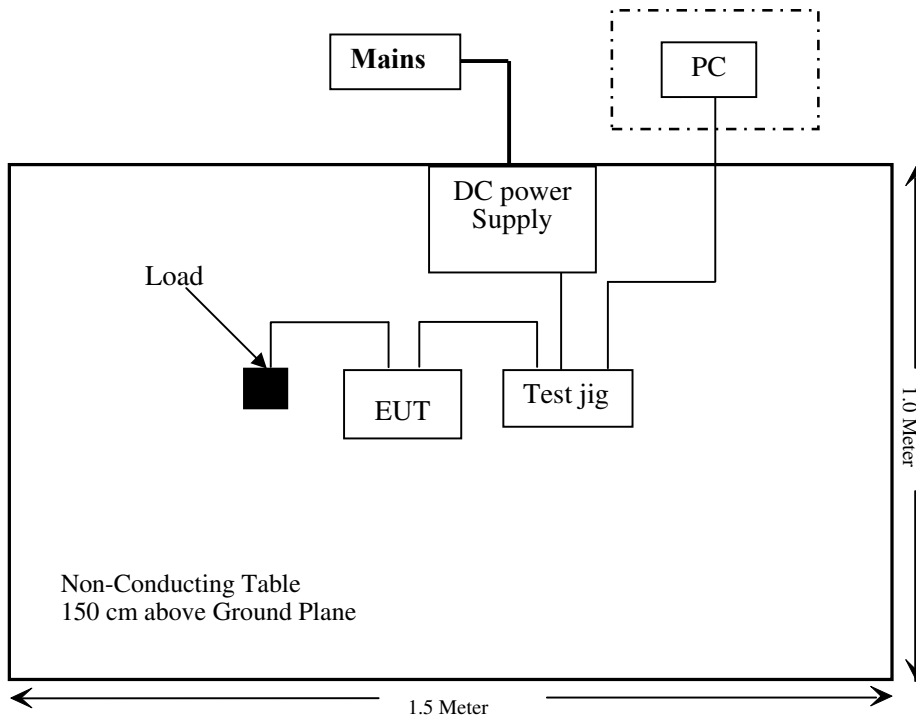 Mains
PC
DC power
Supply
Load
EUT
Test jig
1.0 Meter
Non-Conducting Table
150 cm above Ground Plane
1.5 Meter